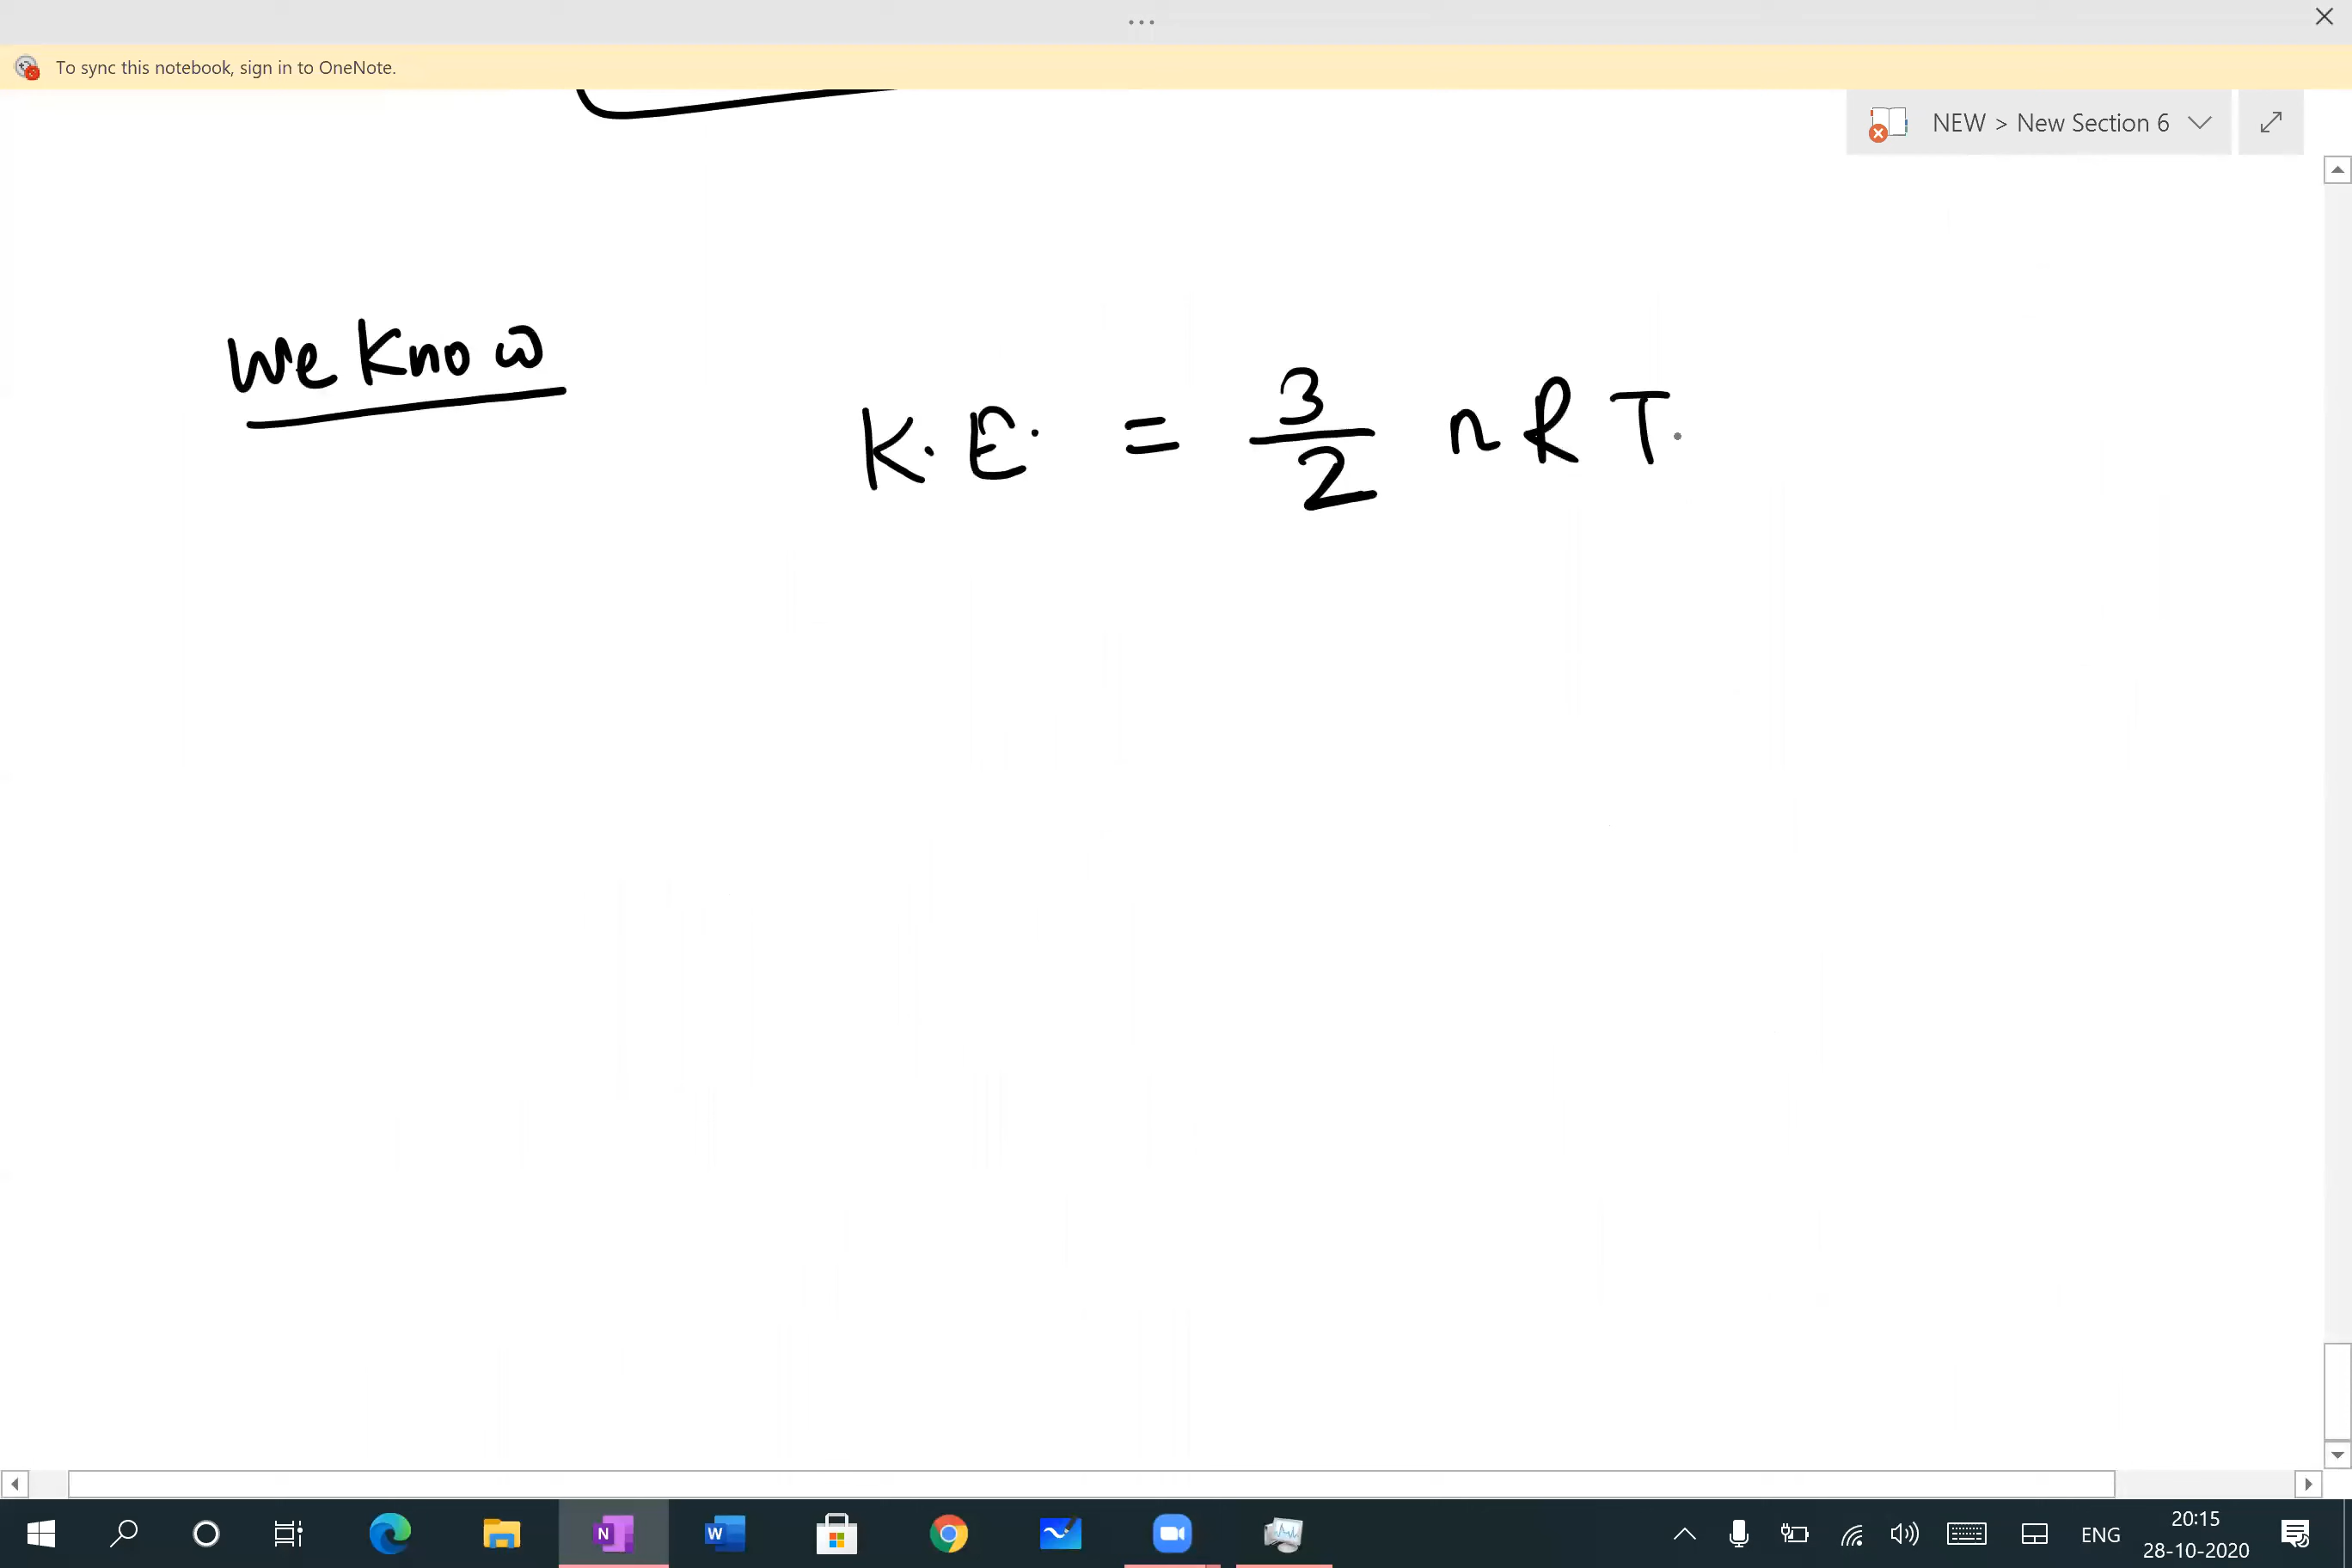 To sync this notebook, sign in to OneNote.
NEW > New Section 6
We Know
K.E. = 3/2 nRT
ENG
20:15
28-10-2020